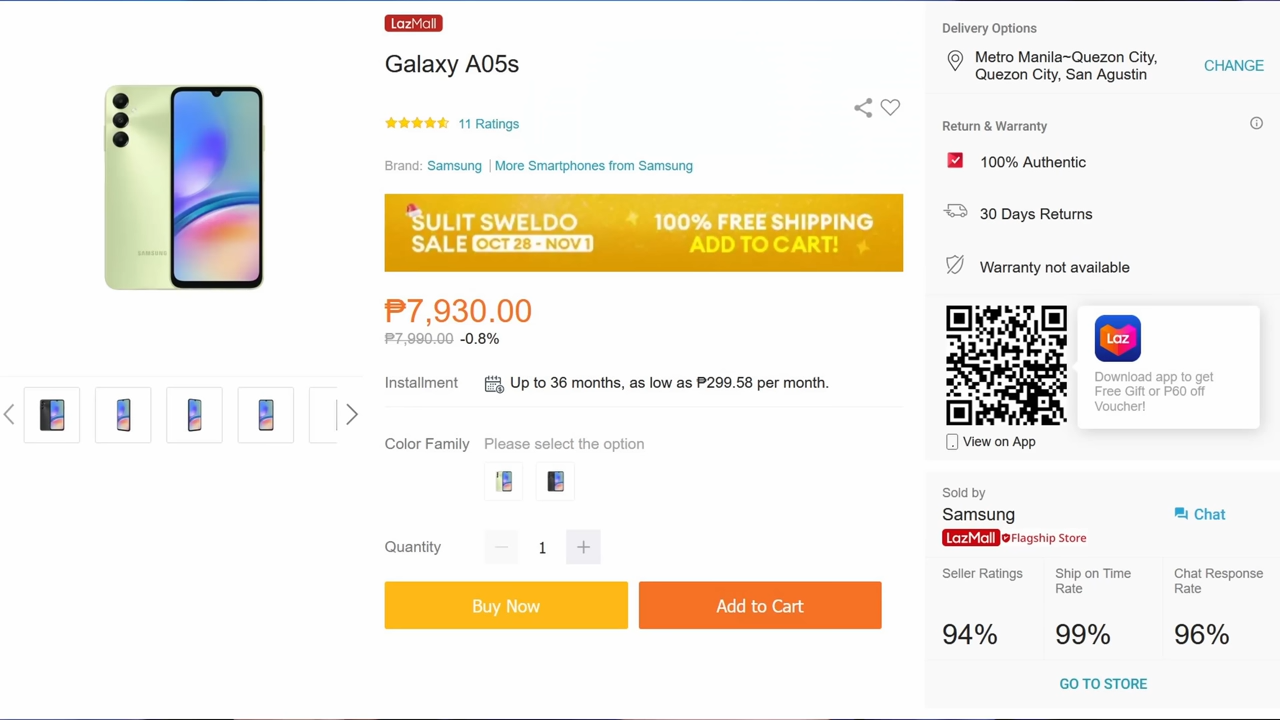 LazMall
Galaxy A05s
11 Ratings
Brand: Samsung | More Smartphones from Samsung
SULIT SWELDO
SALE OCT 28 - NOV 1
100% FREE SHIPPING
ADD TO CART!
₱7,930.00
₱7,990.00 -0.8%
Installment Up to 36 months, as low as ₱299.58 per month.
Color Family Please select the option
Quantity 1
Buy Now
Add to Cart
SAMSUNG
Delivery Options
Metro Manila~Quezon City,
Quezon City, San Agustin
CHANGE
Return & Warranty
100% Authentic
30 Days Returns
Warranty not available
Laz
Download app to get
Free Gift or P60 off
Voucher!
View on App
Sold by
Samsung
Chat
LazMall Flagship Store
Seller Ratings
94%
Ship on Time
Rate
99%
Chat Response
Rate
96%
GO TO STORE